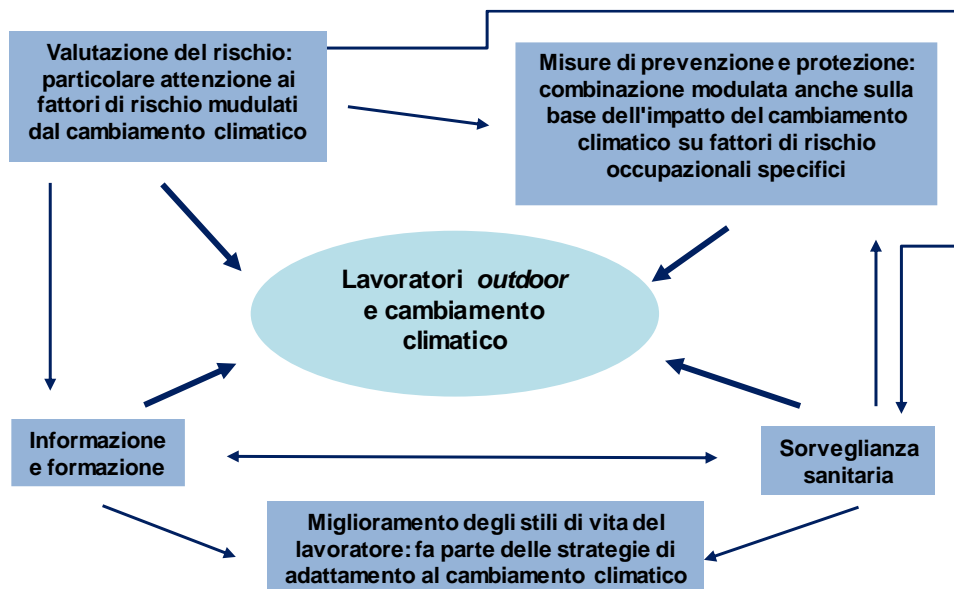 Valutazione del rischio:
particolare attenzione ai
fattori di rischio mudulati
dal cambiamento climatico
Misure di prevenzione e protezione:
combinazione modulata anche sulla
base dell'impatto del cambiamento
climatico su fattori di rischio
occupazionali specifici
Lavoratori outdoor
e cambiamento
climatico
Informazione
e formazione
Sorveglianza
sanitaria
Miglioramento degli stili di vita del
lavoratore: fa parte delle strategie di
adattamento al cambiamento climatico